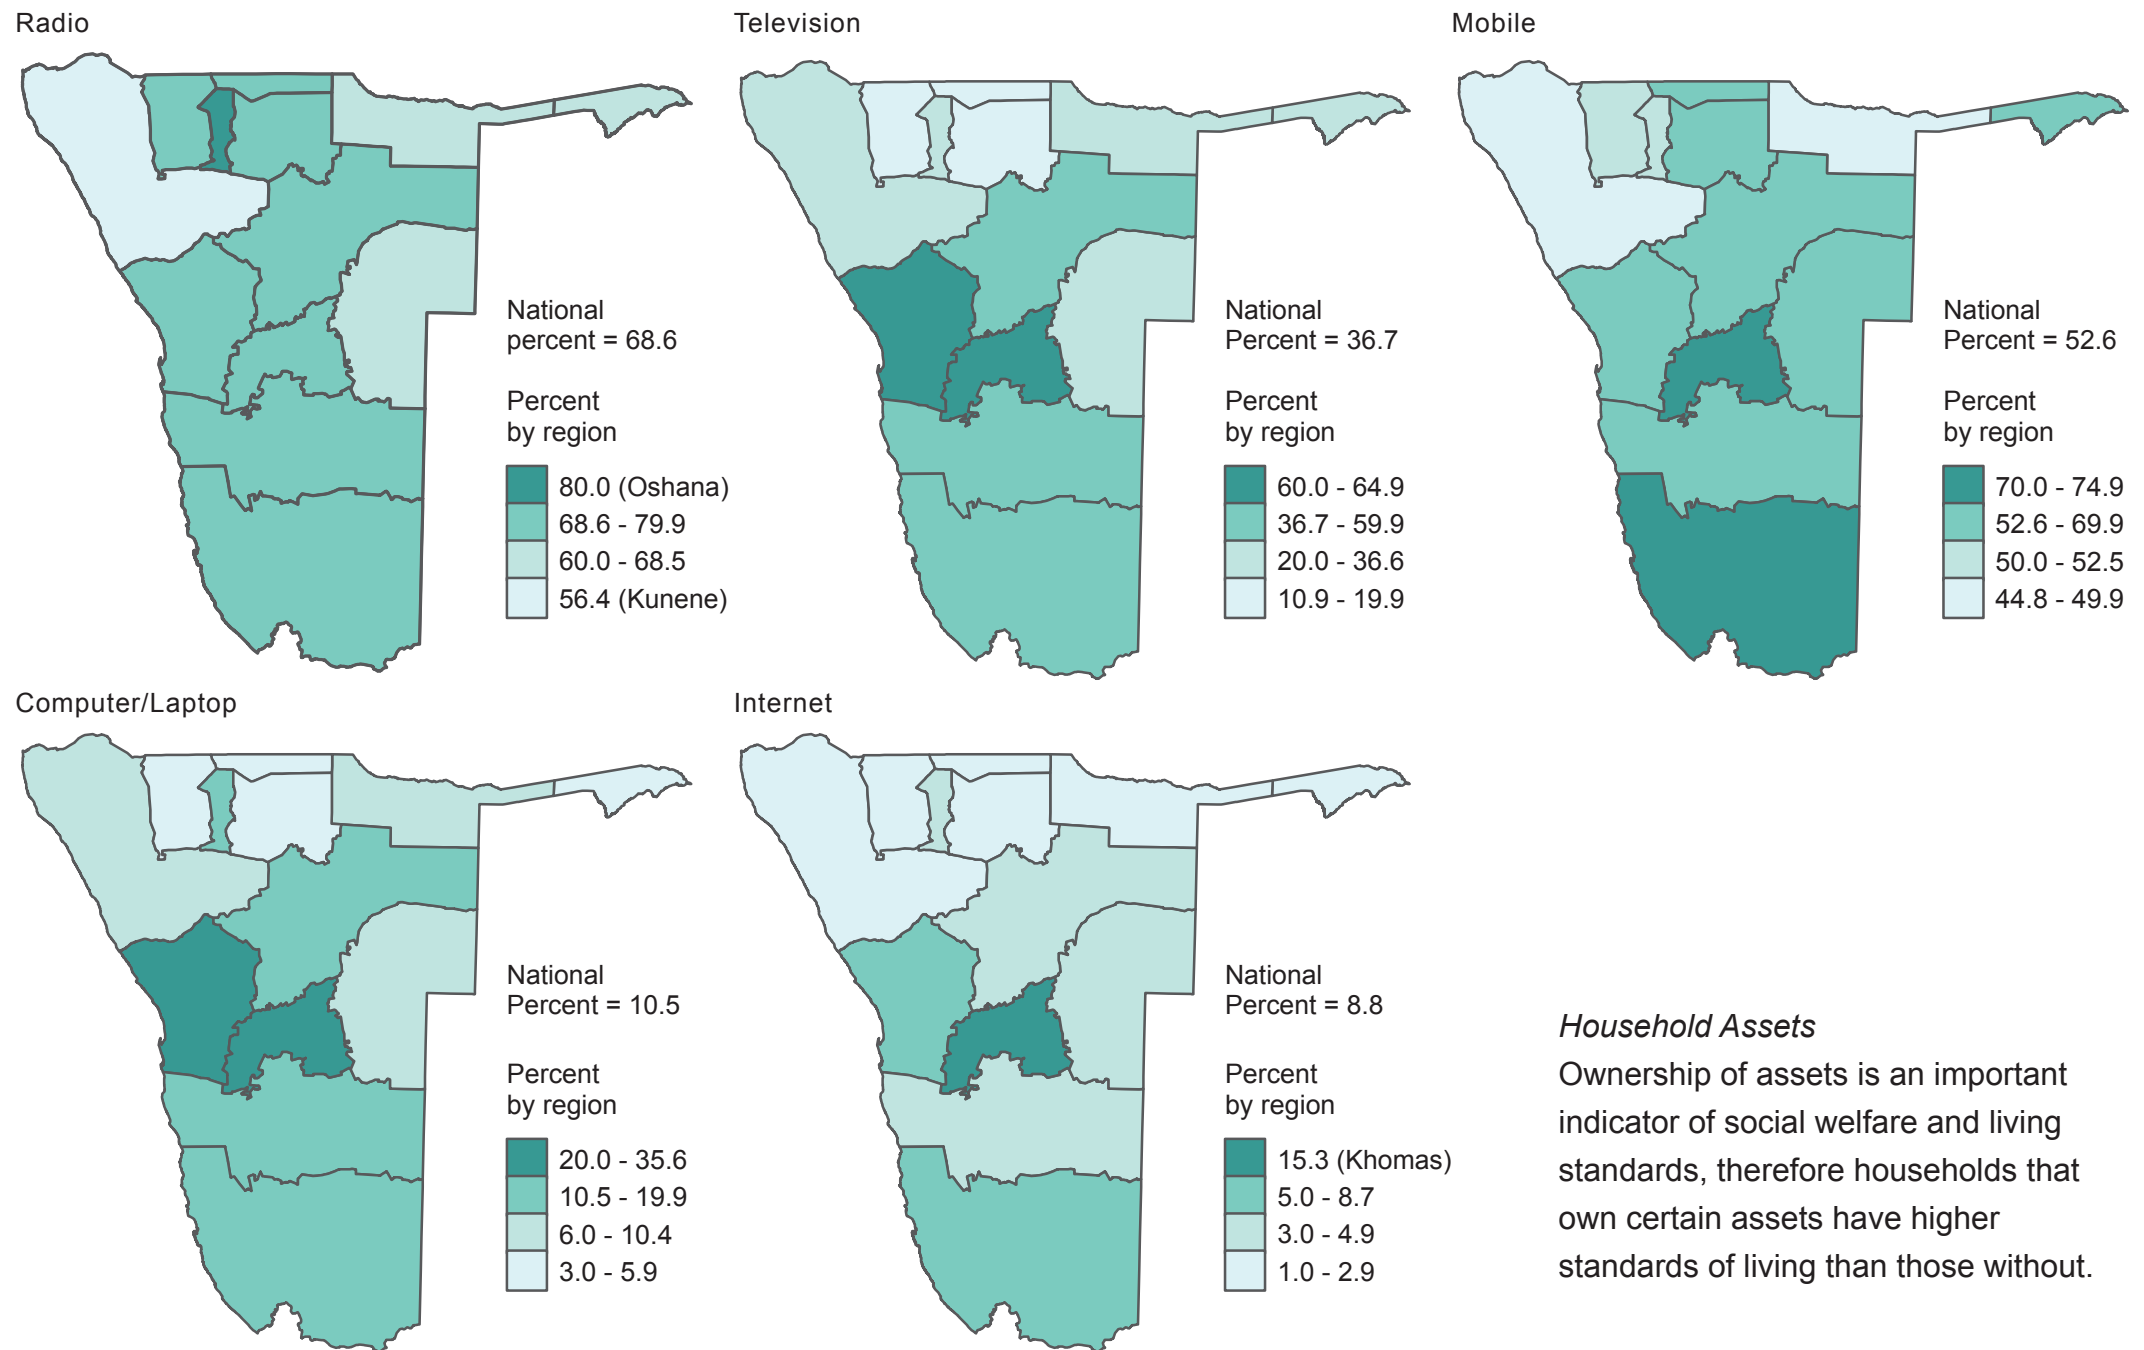 Radio
National
percent = 68.6
Percent
by region
80.0 (Oshana)
68.6 - 79.9
60.0 - 68.5
56.4 (Kunene)
Television
National
Percent = 36.7
Percent
by region
60.0 - 64.9
36.7 - 59.9
20.0 - 36.6
10.9 - 19.9
Mobile
National
Percent = 52.6
Percent
by region
70.0 - 74.9
52.6 - 69.9
50.0 - 52.5
44.8 - 49.9
Computer/Laptop
National
Percent = 10.5
Percent
by region
20.0 - 35.6
10.5 - 19.9
6.0 - 10.4
3.0 - 5.9
Internet
National
Percent = 8.8
Percent
by region
15.3 (Khomas)
5.0 - 8.7
3.0 - 4.9
1.0 - 2.9
Household Assets
Ownership of assets is an important
indicator of social welfare and living
standards, therefore households that
own certain assets have higher
standards of living than those without.